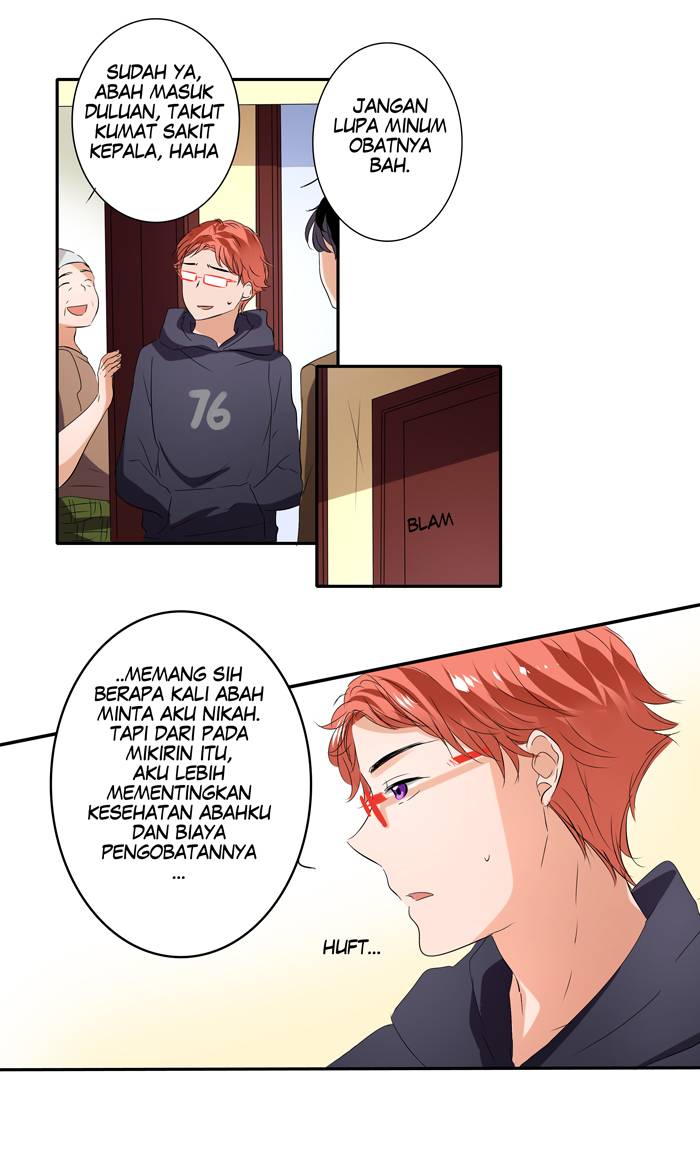 SUDAH YA,
ABAH MASUK
DULUAN, TAKUT
KUMAT SAKIT
KEPALA, HAHA
JANGAN
LUPA MINUM
OBATNYA
BAH.
76
BLAM
..MEMANG SIH
BERAPA KALI ABAH
MINTA AKU NIKAH.
TAPI DARI PADA
MIKIRIN ITU,
AKU LEBIH
MEMENTINGKAN
KESEHATAN ABAHKU
DAN BIAYA
PENGOBATANNYA
...
HUFT...